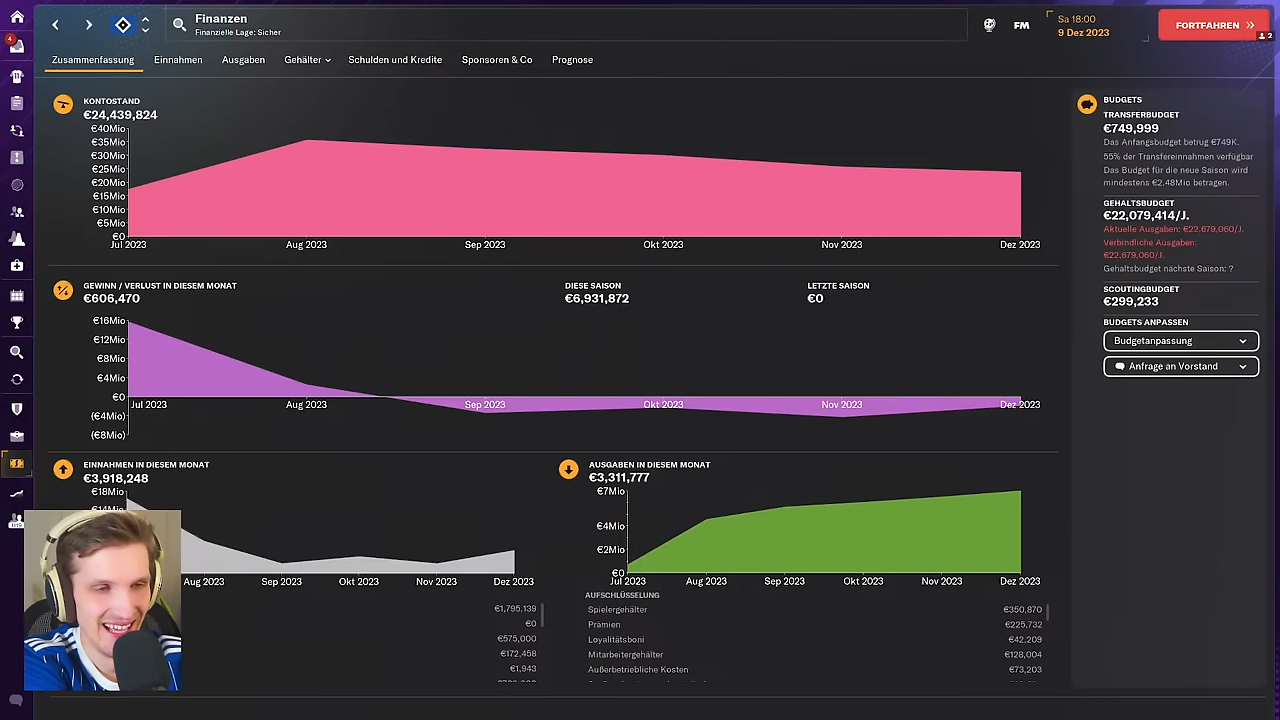 Finanzen
Finanzielle Lage: Sicher
FM
Sa 18:00
9 Dez 2023
FORTFAHREN
2
4
Zusammenfassung
Einnahmen
Ausgaben
Gehälter
Schulden und Kredite
Sponsoren & Co
Prognose
KONTOSTAND
€24,439,824
€40Mio
€35Mio
€30Mio
€25Mio
€20Mio
€15Mio
€10Mio
€5Mio
€0
Jul 2023
Aug 2023
Sep 2023
Okt 2023
Nov 2023
Dez 2023
GEWINN / VERLUST IN DIESEM MONAT
€606,470
DIESE SAISON
€6,931,872
LETZTE SAISON
€0
€16Mio
€12Mio
€8Mio
€4Mio
€0
(€4Mio)
(€8Mio)
Jul 2023
Aug 2023
Sep 2023
Okt 2023
Nov 2023
Dez 2023
EINNAHMEN IN DIESEM MONAT
€3,918,248
€18Mio
€14Mio
Aug 2023
Sep 2023
Okt 2023
Nov 2023
Dez 2023
€1,795,139
€0
€575,000
€172,458
€1,943
AUSGABEN IN DIESEM MONAT
€3,311,777
€7Mio
€4Mio
€2Mio
€0
Jul 2023
Aug 2023
Sep 2023
Okt 2023
Nov 2023
Dez 2023
AUFSCHLÜSSELUNG
Spielergehälter €350,870
Prämien €225,732
Loyalitätsboni €42,209
Mitarbeitergehälter €128,004
Außerbetriebliche Kosten €73,203
BUDGETS
TRANSFERBUDGET
€749,999
Das Anfangsbudget betrug €749K.
55% der Transfereinnahmen verfügbar
Das Budget für die neue Saison wird
mindestens €2.48Mio betragen.
GEHALTSBUDGET
€22,079,414/J.
Aktuelle Ausgaben: €22,679,060/J.
Verbindliche Ausgaben:
€22,679,060/J.
Gehaltsbudget nächste Saison: ?
SCOUTINGBUDGET
€299,233
BUDGETS ANPASSEN
Budgetanpassung
Anfrage an Vorstand